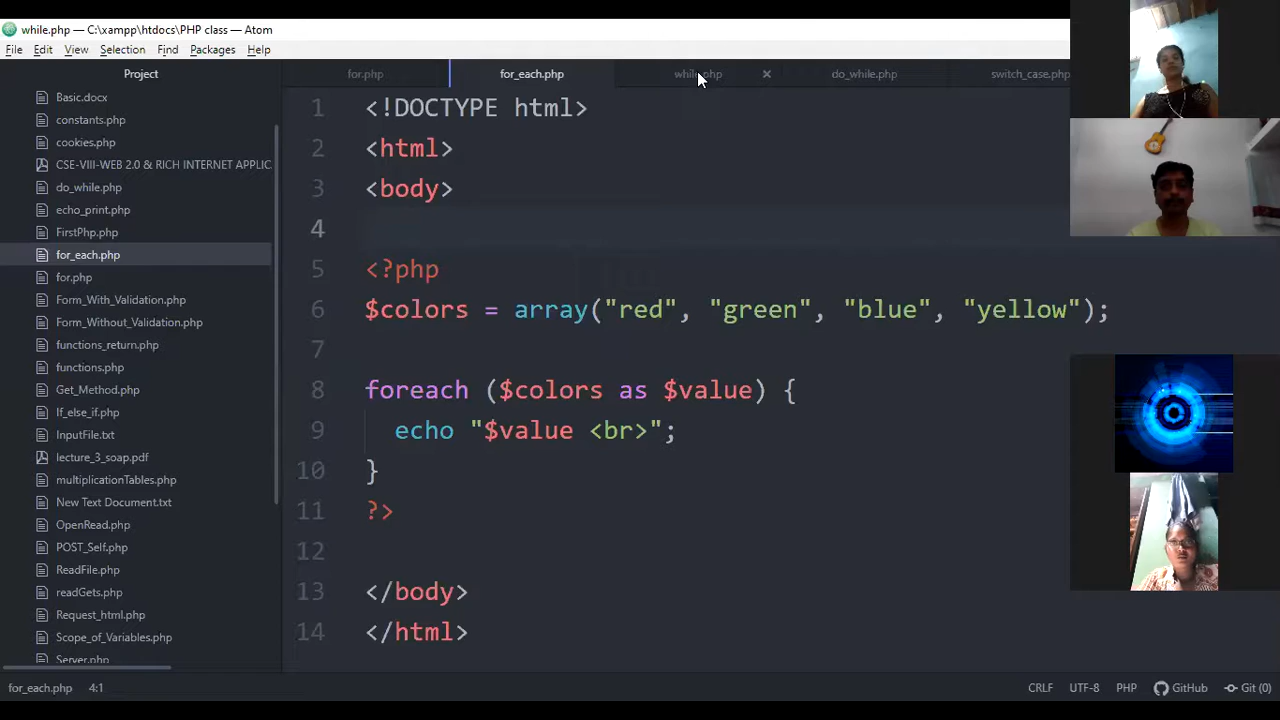 while.php — C:\xampp\htdocs\PHP class — Atom
File Edit View Selection Find Packages Help
Project
for.php
for_each.php
while.php
do_while.php
switch_case.php
Basic.docx
constants.php
cookies.php
CSE-VIII-WEB 2.0 & RICH INTERNET APPLIC
do_while.php
echo_print.php
FirstPhp.php
for_each.php
for.php
Form_With_Validation.php
Form_Without_Validation.php
functions_return.php
functions.php
Get_Method.php
If_else_if.php
InputFile.txt
lecture_3_soap.pdf
multiplicationTables.php
New Text Document.txt
OpenRead.php
POST_Self.php
ReadFile.php
readGets.php
Request_html.php
Scope_of_Variables.php
Server.php
1 <!DOCTYPE html>
2 <html>
3 <body>
4
5 <?php
6 $colors = array("red", "green", "blue", "yellow");
7
8 foreach ($colors as $value) {
9 echo "$value <br>";
10 }
11 ?>
12
13 </body>
14 </html>
for_each.php 4:1
CRLF UTF-8 PHP GitHub Git (0)